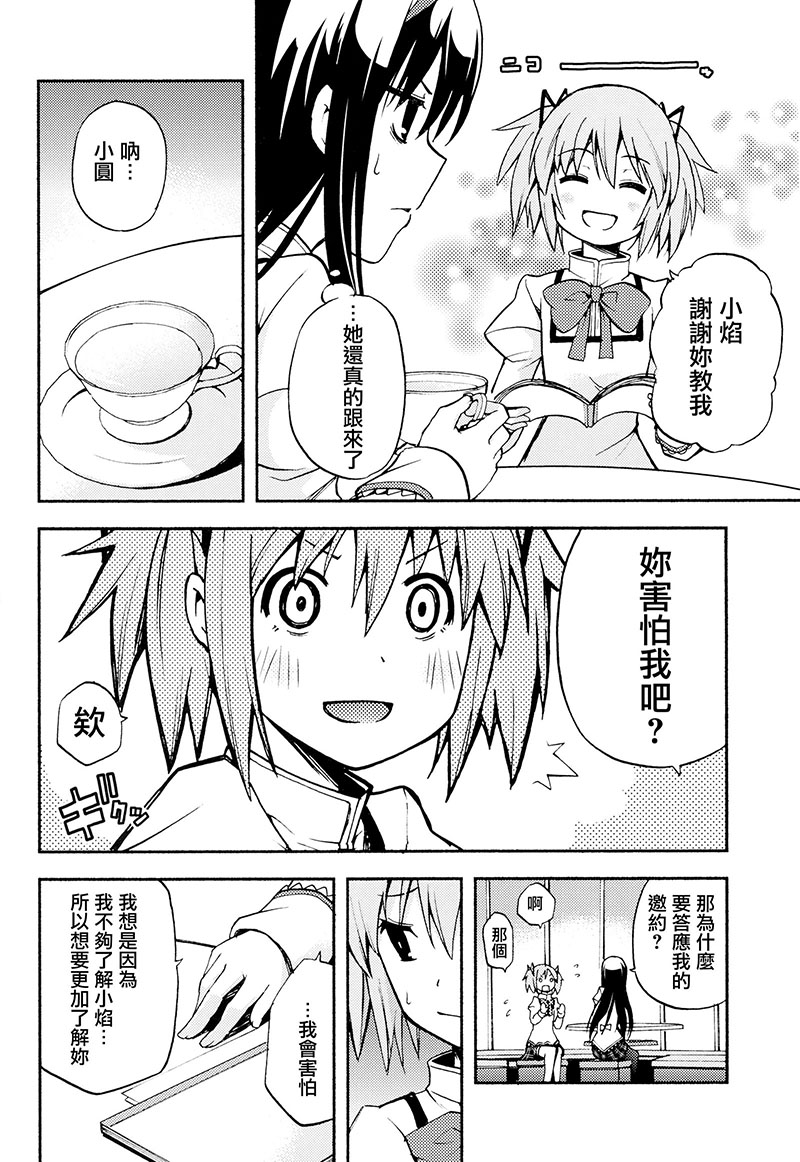 ニコ
小焰
謝謝妳教我
…她還真的跟來了
吶…
小圓
妳害怕我吧？
欸
ギクッ
那為什麼
要答應我的
邀約？
啊
那個
…我會害怕
我想是因為
我不夠了解小焰…
所以想要更加了解妳